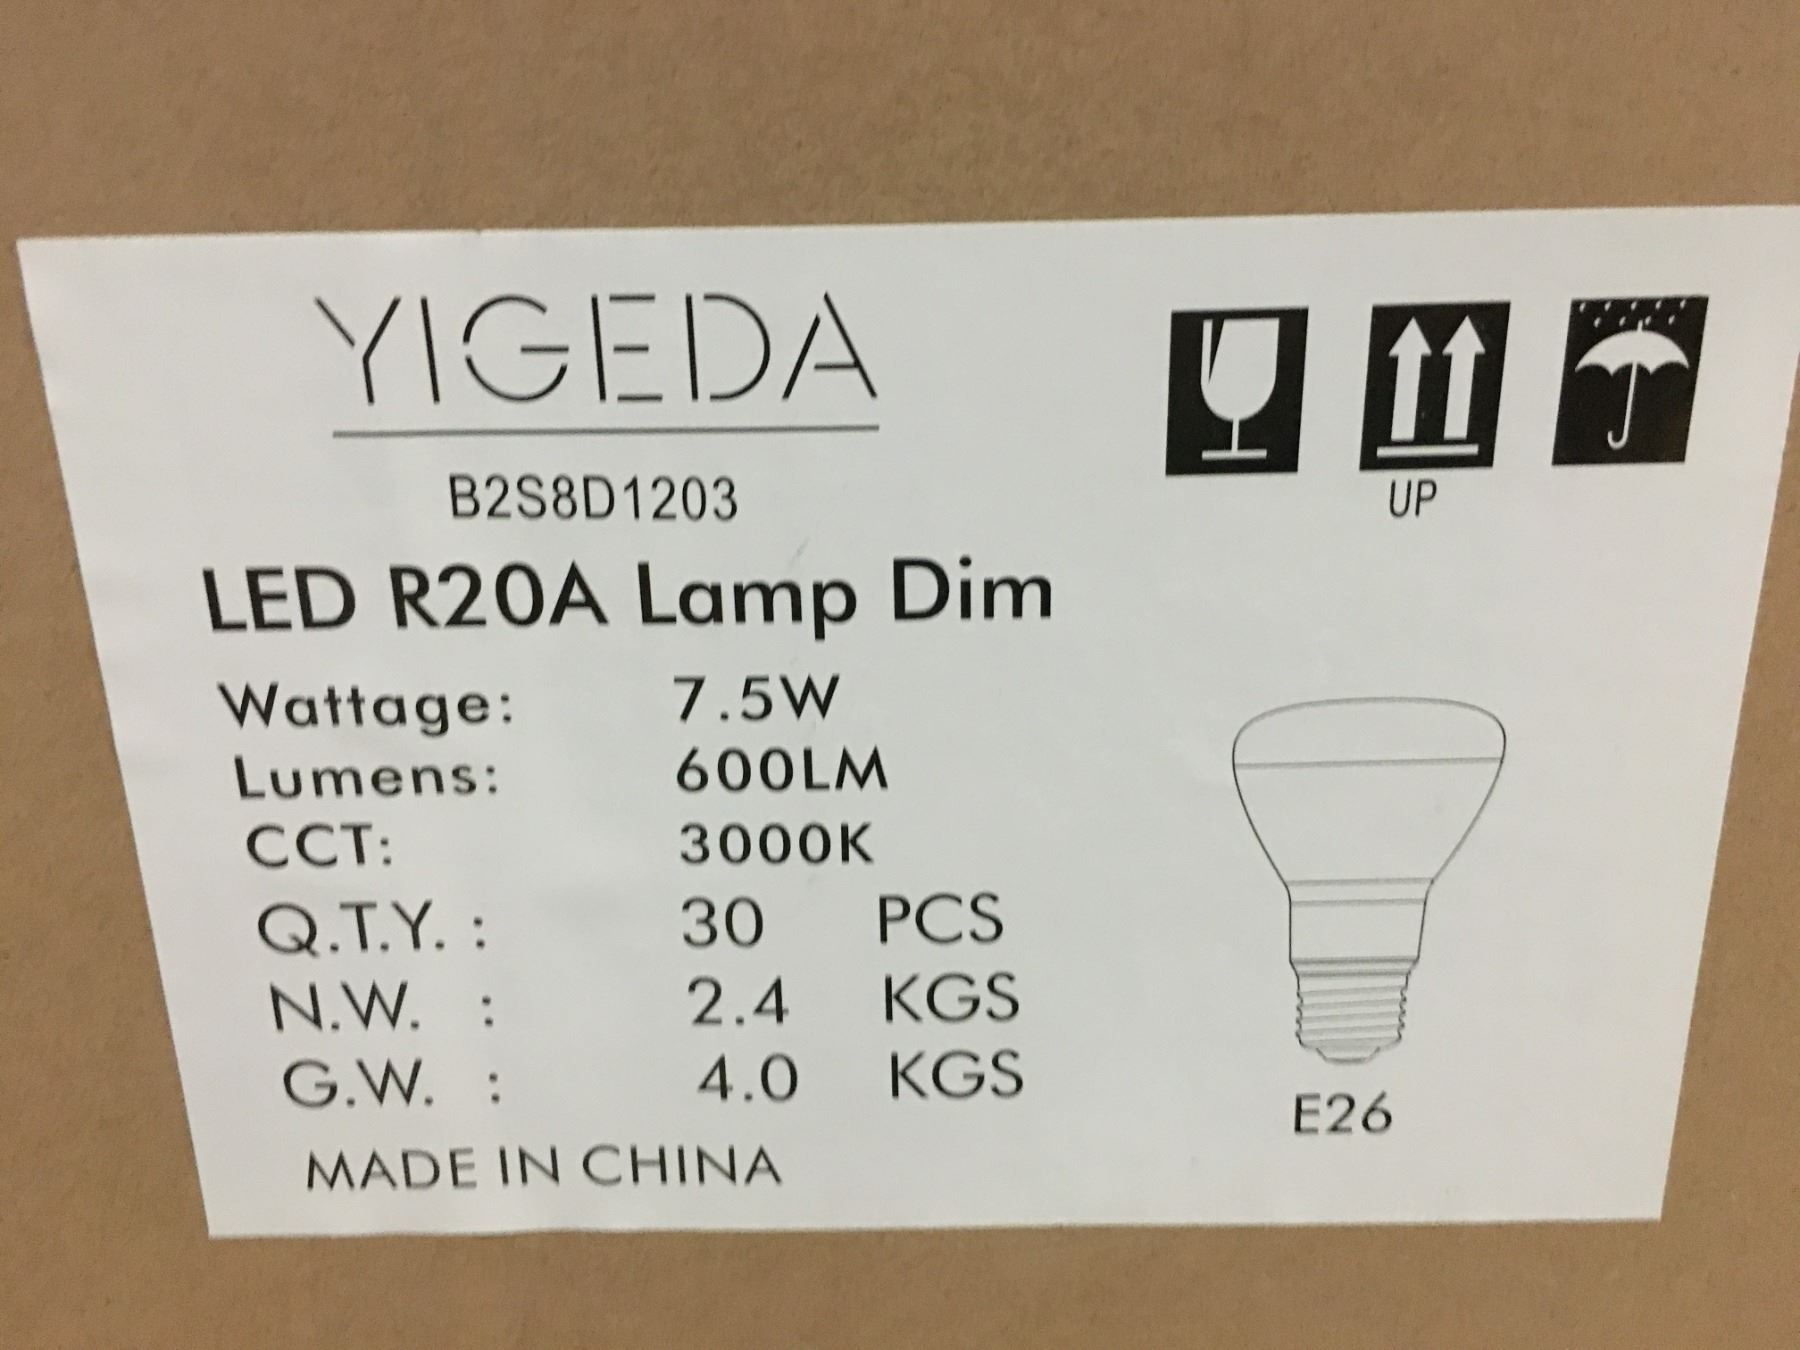 YIGEDA
B2S8D1203
UP
LED R20A Lamp Dim
Wattage: 7.5W
Lumens: 600LM
CCT: 3000K
Q.T.Y. : 30 PCS
N.W. : 2.4 KGS
G.W. : 4.0 KGS
E26
MADE IN CHINA